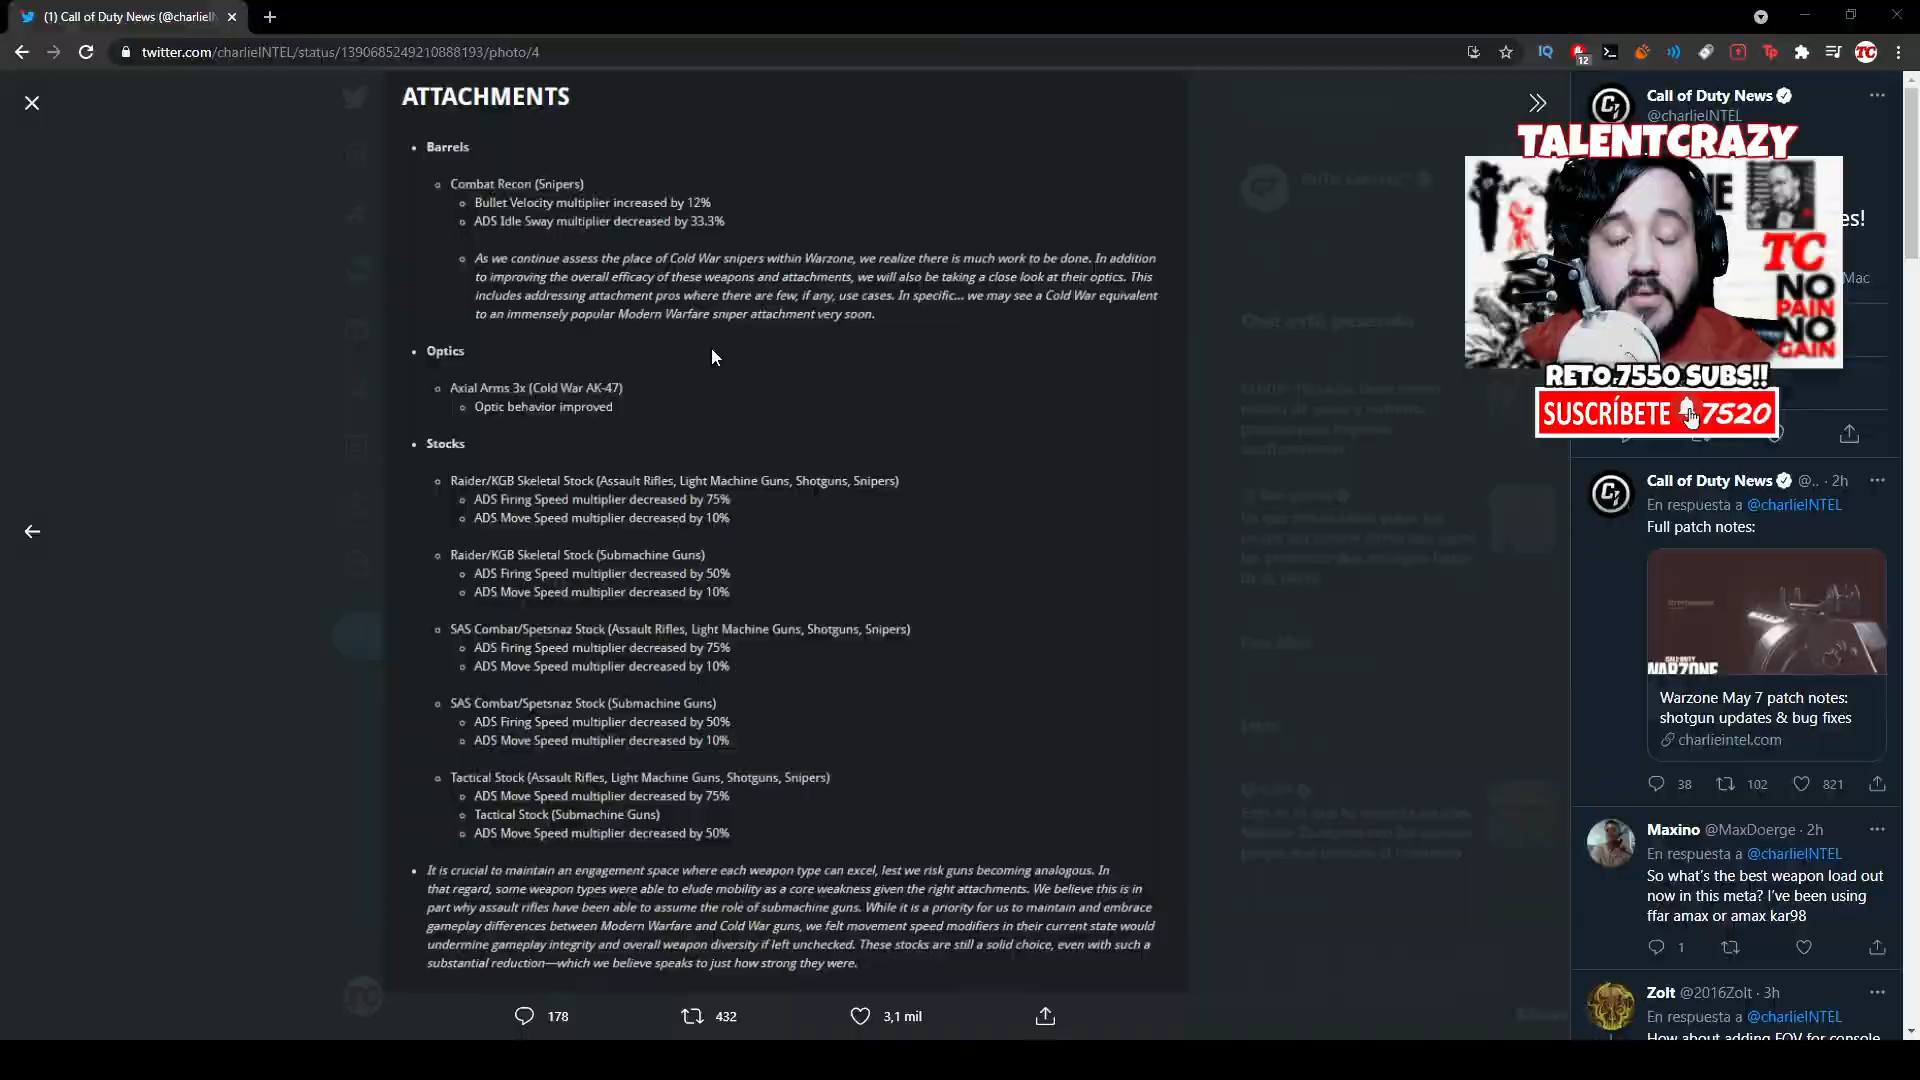 (1) Call of Duty News (@charlieIN
twitter.com/charlieINTEL/status/1390685249210888193/photo/4
12
TC
ATTACHMENTS
Barrels
Combat Recon (Snipers)
Bullet Velocity multiplier increased by 12%
ADS Idle Sway multiplier decreased by 33.3%
As we continue assess the place of Cold War snipers within Warzone, we realize there is much work to be done. In addition
to improving the overall efficacy of these weapons and attachments, we will also be taking a close look at their optics. This
includes addressing attachment pros where there are few, if any, use cases. In specific... we may see a Cold War equivalent
to an immensely popular Modern Warfare sniper attachment very soon.
Optics
Axial Arms 3x (Cold War AK-47)
Optic behavior improved
Stocks
Raider/KGB Skeletal Stock (Assault Rifles, Light Machine Guns, Shotguns, Snipers)
ADS Firing Speed multiplier decreased by 75%
ADS Move Speed multiplier decreased by 10%
Raider/KGB Skeletal Stock (Submachine Guns)
ADS Firing Speed multiplier decreased by 50%
ADS Move Speed multiplier decreased by 10%
SAS Combat/Spetsnaz Stock (Assault Rifles, Light Machine Guns, Shotguns, Snipers)
ADS Firing Speed multiplier decreased by 75%
ADS Move Speed multiplier decreased by 10%
SAS Combat/Spetsnaz Stock (Submachine Guns)
ADS Firing Speed multiplier decreased by 50%
ADS Move Speed multiplier decreased by 10%
Tactical Stock (Assault Rifles, Light Machine Guns, Shotguns, Snipers)
ADS Move Speed multiplier decreased by 75%
Tactical Stock (Submachine Guns)
ADS Move Speed multiplier decreased by 50%
It is crucial to maintain an engagement space where each weapon type can excel, lest we risk guns becoming analogous. In
that regard, some weapon types were able to elude mobility as a core weakness given the right attachments. We believe this is in
part why assault rifles have been able to assume the role of submachine guns. While it is a priority for us to maintain and embrace
gameplay differences between Modern Warfare and Cold War guns, we felt movement speed modifiers in their current state would
undermine gameplay integrity and overall weapon diversity if left unchecked. These stocks are still a solid choice, even with such a
substantial reduction—which we believe speaks to just how strong they were.
178 432 3,1 mil
Call of Duty News
@charlieINTEL
TALENTCRAZY
es!
Mac
TC
NO
PAIN
NO
GAIN
RETO 7550 SUBS!!
SUSCRÍBETE 7520
Call of Duty News @.. · 2h
En respuesta a @charlieINTEL
Full patch notes:
CALL OF DUTY
WARZONE
Warzone May 7 patch notes:
shotgun updates & bug fixes
charlieintel.com
38 102 821
Maxino @MaxDoerge · 2h
En respuesta a @charlieINTEL
So what's the best weapon load out
now in this meta? I've been using
ffar amax or amax kar98
1
Zolt @2016Zolt · 3h
En respuesta a @charlieINTEL
How about adding FOV for console